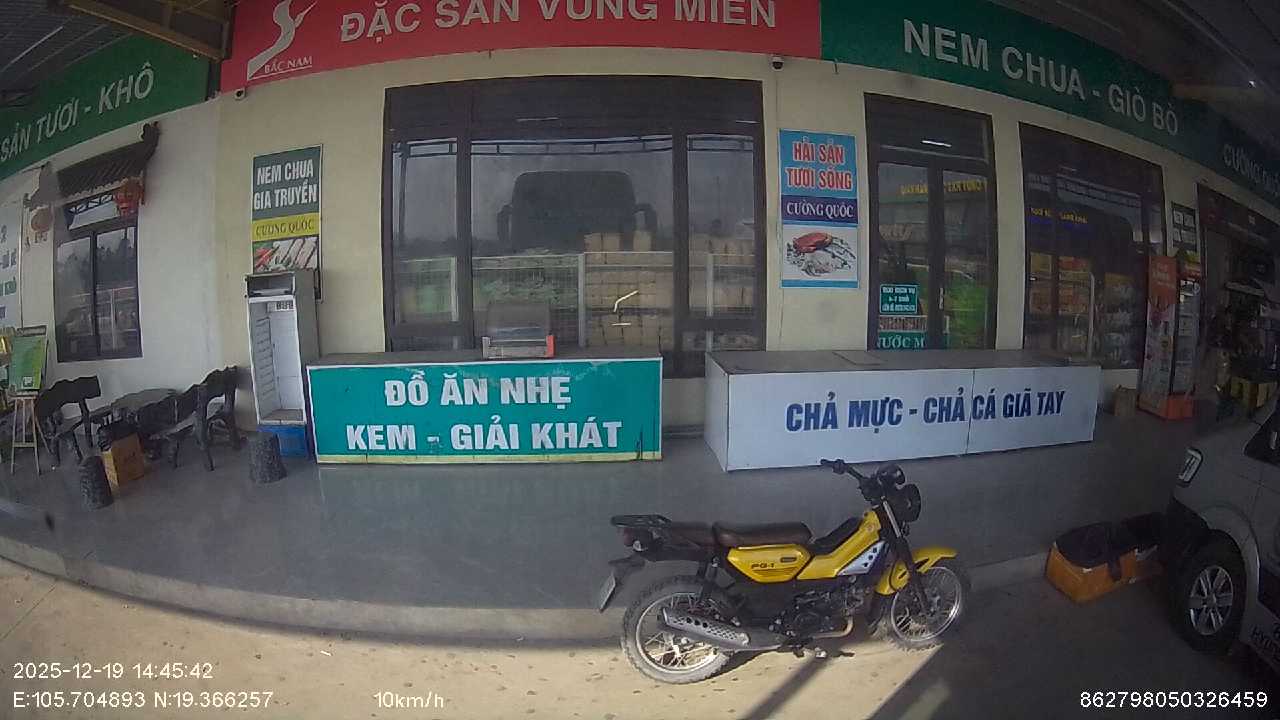 ĐẶC SẢN VÙNG MIỀN
BẮC NAM
SẢN TƯƠI - KHÔ
NEM CHUA - GIÒ BÒ
NEM CHUA
GIA TRUYỀN
CƯỜNG QUỐC
HẢI SẢN
TƯƠI SỐNG
CƯỜNG QUỐC
ĐỒ ĂN NHẸ
KEM - GIẢI KHÁT
CHẢ MỰC - CHẢ CÁ GIÃ TAY
PG-1
2025-12-19 14:45:42
E:105.704893 N:19.366257
10km/h
862798050326459